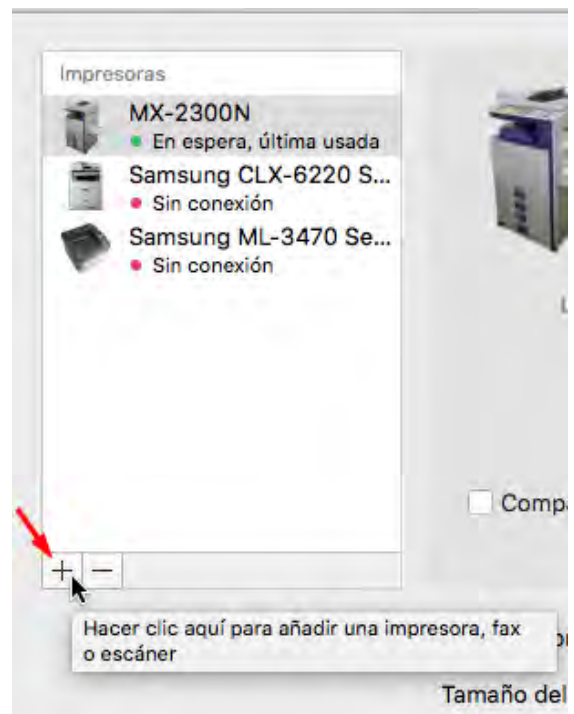 Impresoras
MX-2300N
En espera, última usada
Samsung CLX-6220 S...
Sin conexión
Samsung ML-3470 Se...
Sin conexión
+ −
Hacer clic aquí para añadir una impresora, fax
o escáner
Tamaño del